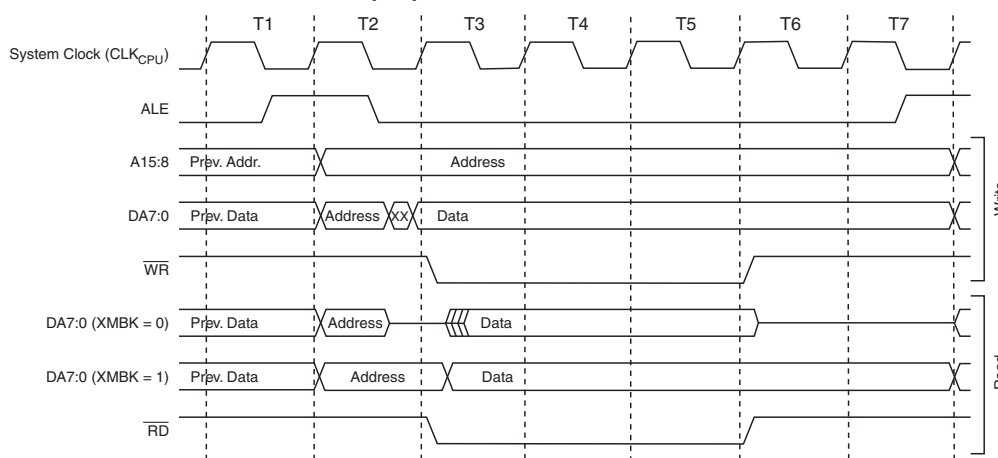 T1 T2 T3 T4 T5 T6 T7
System Clock (CLKCPU)
ALE
A15:8 Prev. Addr. Address
DA7:0 Prev. Data Address XX Data
WR
Write
DA7:0 (XMBK = 0) Prev. Data Address Data
DA7:0 (XMBK = 1) Prev. Data Address Data
RD
Read